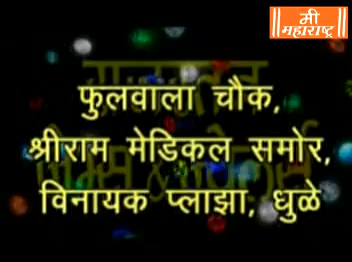 मी
महाराष्ट्र
फुलवाला चौक,
श्रीराम मेडिकल समोर,
विनायक प्लाझा, धुळे